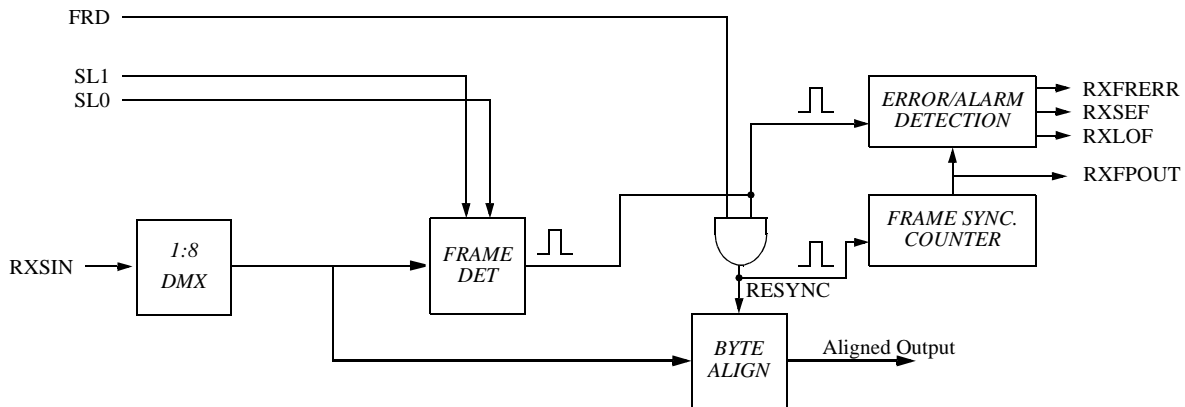 FRD
SL1
SL0
ERROR/ALARM
DETECTION
RXFRERR
RXSEF
RXLOF
RXFPOUT
FRAME SYNC.
COUNTER
RXSIN
1:8
DMX
FRAME
DET
RESYNC
BYTE
ALIGN
Aligned Output